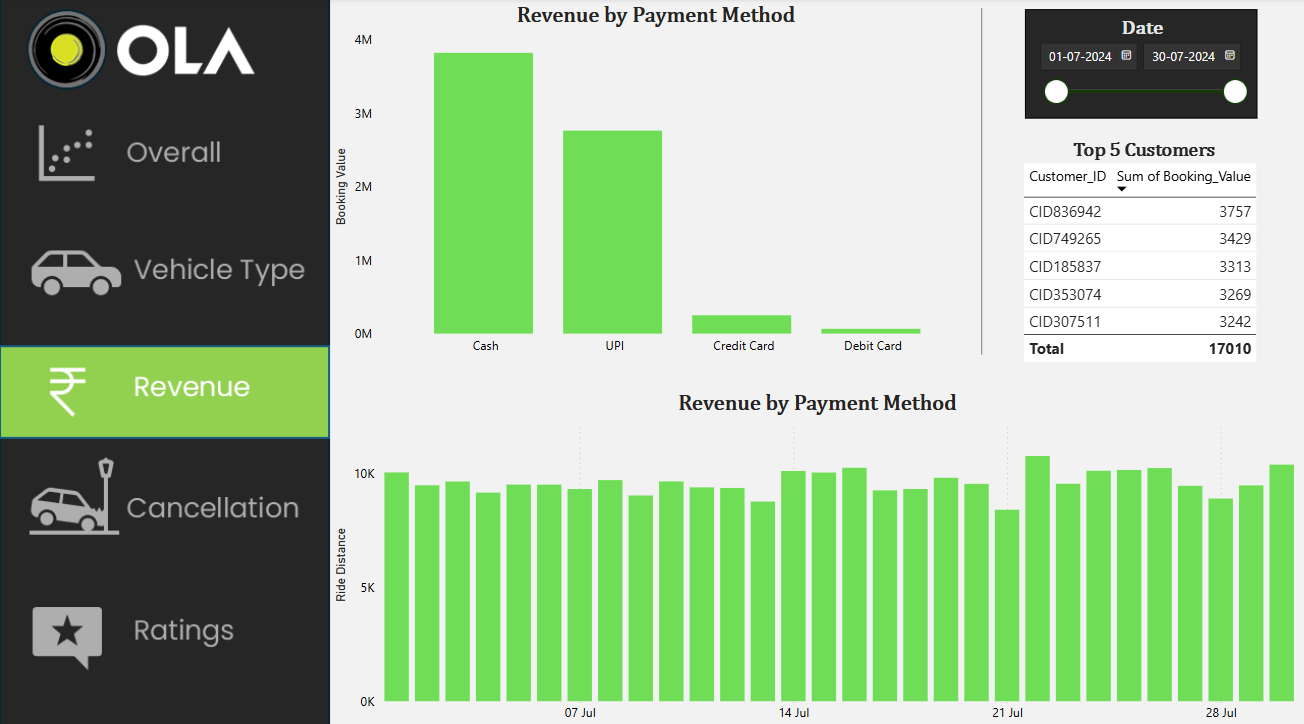 OLA
Overall
Vehicle Type
Revenue
Cancellation
Ratings
Revenue by Payment Method
Booking Value
4M
3M
2M
1M
0M
Cash UPI Credit Card Debit Card
Date
01-07-2024 30-07-2024
Top 5 Customers
Customer_ID Sum of Booking_Value
CID836942 3757
CID749265 3429
CID185837 3313
CID353074 3269
CID307511 3242
Total 17010
Revenue by Payment Method
Ride Distance
10K
5K
0K
07 Jul 14 Jul 21 Jul 28 Jul